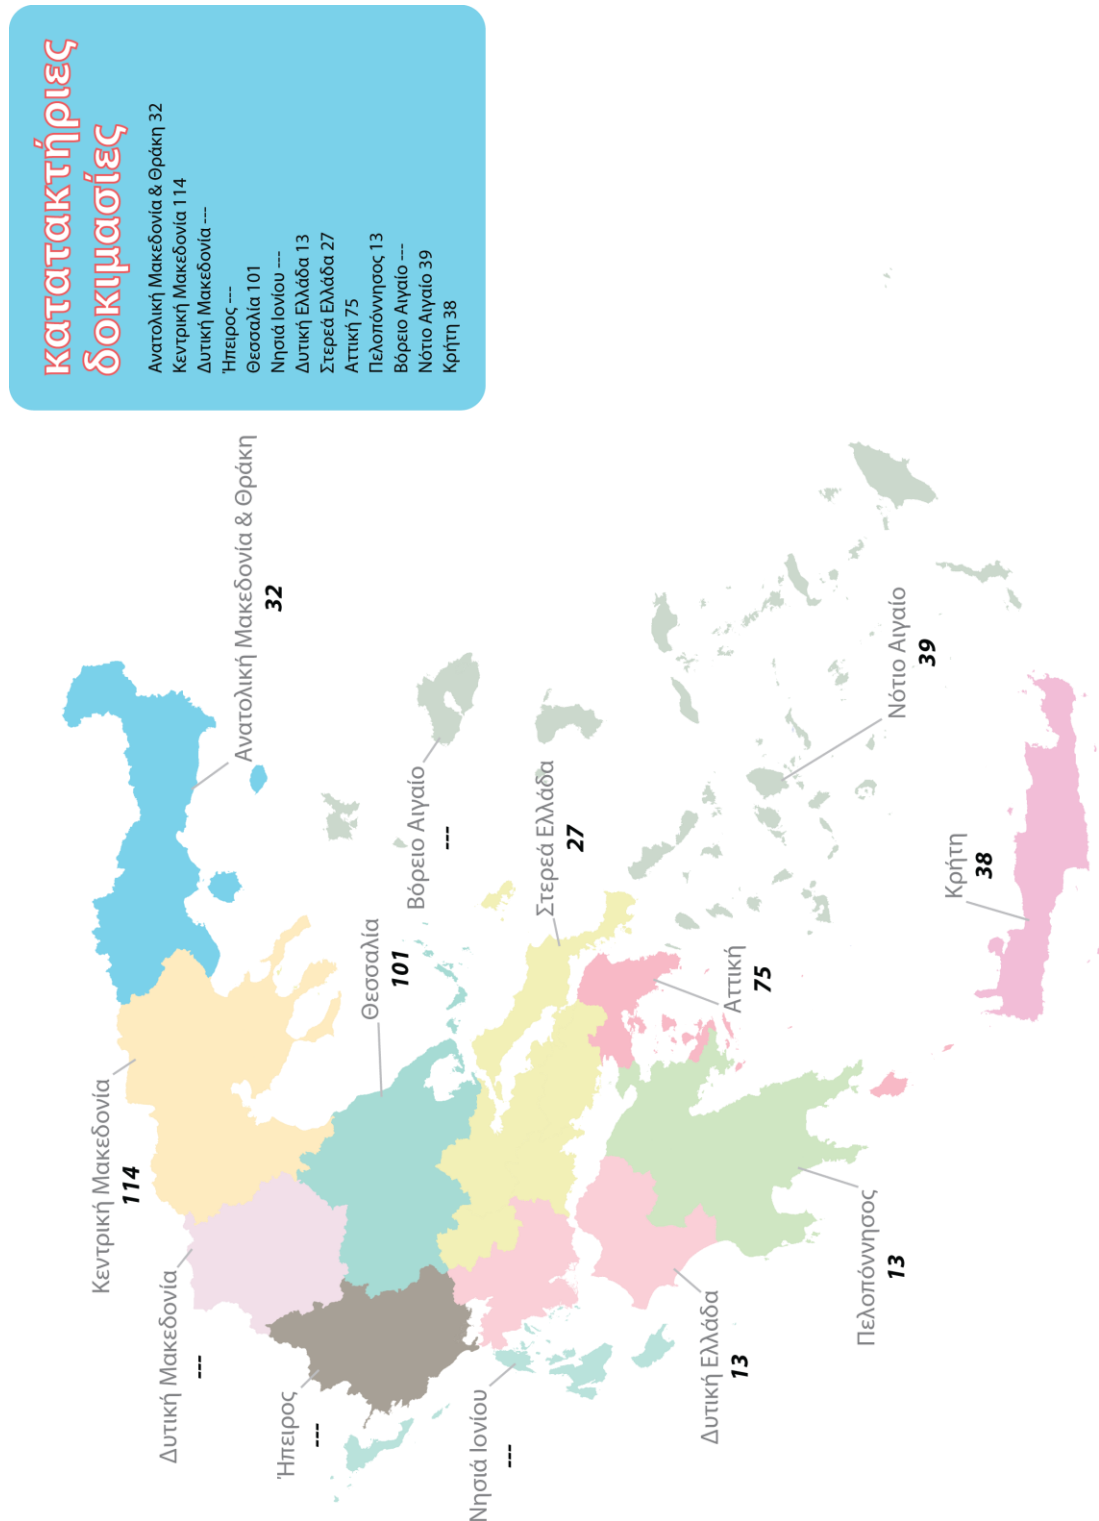 κατατακτήριες
δοκιμασίες
Ανατολική Μακεδονία & Θράκη 32
Κεντρική Μακεδονία 114
Δυτική Μακεδονία ---
Ήπειρος ---
Θεσσαλία 101
Νησιά Ιονίου ---
Δυτική Ελλάδα 13
Στερεά Ελλάδα 27
Αττική 75
Πελοπόννησος 13
Βόρειο Αιγαίο ---
Νότιο Αιγαίο 39
Κρήτη 38
Κεντρική Μακεδονία
114
Ανατολική Μακεδονία & Θράκη
32
Δυτική Μακεδονία
---
Ήπειρος
---
Θεσσαλία
101
Βόρειο Αιγαίο
---
Νησιά Ιονίου
---
Στερεά Ελλάδα
27
Δυτική Ελλάδα
13
Αττική
75
Πελοπόννησος
13
Νότιο Αιγαίο
39
Κρήτη
38